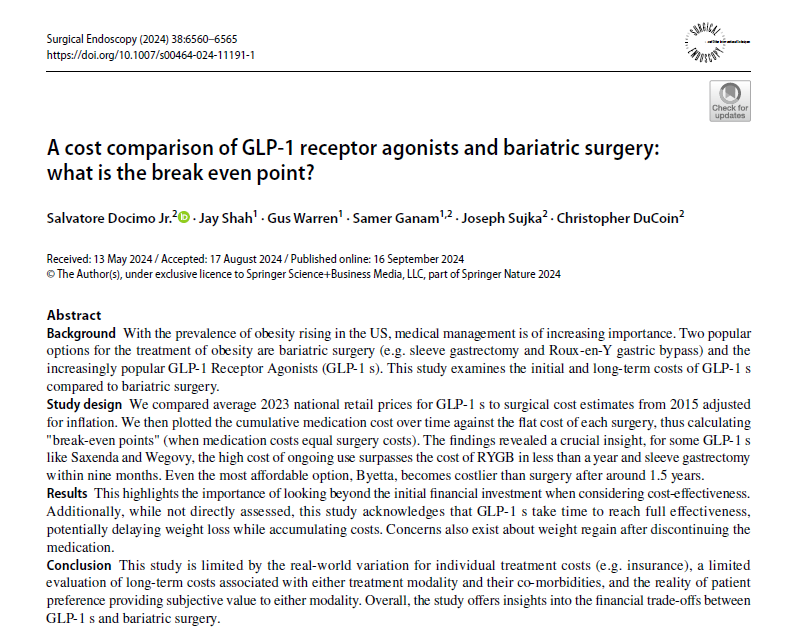 Surgical Endoscopy (2024) 38:6560–6565
https://doi.org/10.1007/s00464-024-11191-1
SURGICAL
ENDOSCOPY
Check for
updates
A cost comparison of GLP-1 receptor agonists and bariatric surgery:
what is the break even point?
Salvatore Docimo Jr.2 iD · Jay Shah1 · Gus Warren1 · Samer Ganam1,2 · Joseph Sujka2 · Christopher DuCoin2
Received: 13 May 2024 / Accepted: 17 August 2024 / Published online: 16 September 2024
© The Author(s), under exclusive licence to Springer Science+Business Media, LLC, part of Springer Nature 2024
Abstract
Background With the prevalence of obesity rising in the US, medical management is of increasing importance. Two popular
options for the treatment of obesity are bariatric surgery (e.g. sleeve gastrectomy and Roux-en-Y gastric bypass) and the
increasingly popular GLP-1 Receptor Agonists (GLP-1 s). This study examines the initial and long-term costs of GLP-1 s
compared to bariatric surgery.
Study design We compared average 2023 national retail prices for GLP-1 s to surgical cost estimates from 2015 adjusted
for inflation. We then plotted the cumulative medication cost over time against the flat cost of each surgery, thus calculating
"break-even points" (when medication costs equal surgery costs). The findings revealed a crucial insight, for some GLP-1 s
like Saxenda and Wegovy, the high cost of ongoing use surpasses the cost of RYGB in less than a year and sleeve gastrectomy
within nine months. Even the most affordable option, Byetta, becomes costlier than surgery after around 1.5 years.
Results This highlights the importance of looking beyond the initial financial investment when considering cost-effectiveness.
Additionally, while not directly assessed, this study acknowledges that GLP-1 s take time to reach full effectiveness,
potentially delaying weight loss while accumulating costs. Concerns also exist about weight regain after discontinuing the
medication.
Conclusion This study is limited by the real-world variation for individual treatment costs (e.g. insurance), a limited
evaluation of long-term costs associated with either treatment modality and their co-morbidities, and the reality of patient
preference providing subjective value to either modality. Overall, the study offers insights into the financial trade-offs between
GLP-1 s and bariatric surgery.